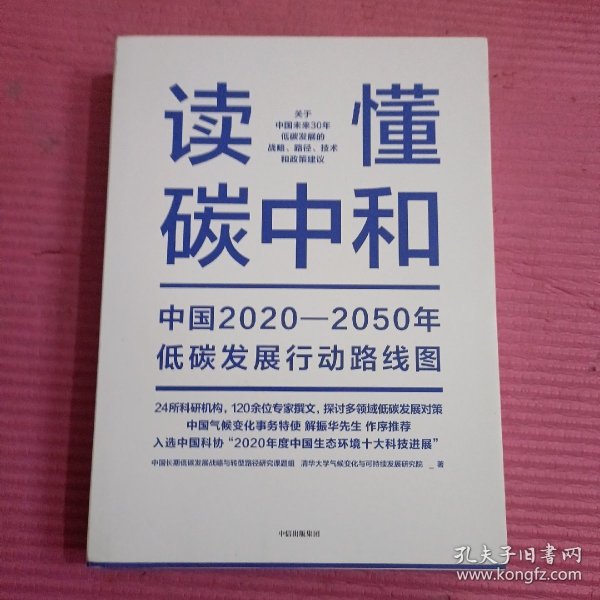 读懂
关于
中国未来30年
低碳发展的
战略、路径、技术
和政策建议
碳中和
中国2020—2050年
低碳发展行动路线图
24所科研机构，120余位专家撰文，探讨多领域低碳发展对策
中国气候变化事务特使 解振华先生 作序推荐
入选中国科协“2020年度中国生态环境十大科技进展”
中国长期低碳发展战略与转型路径研究课题组 清华大学气候变化与可持续发展研究院 _著
中信出版集团
孔夫子旧书网
www.kongfz.com